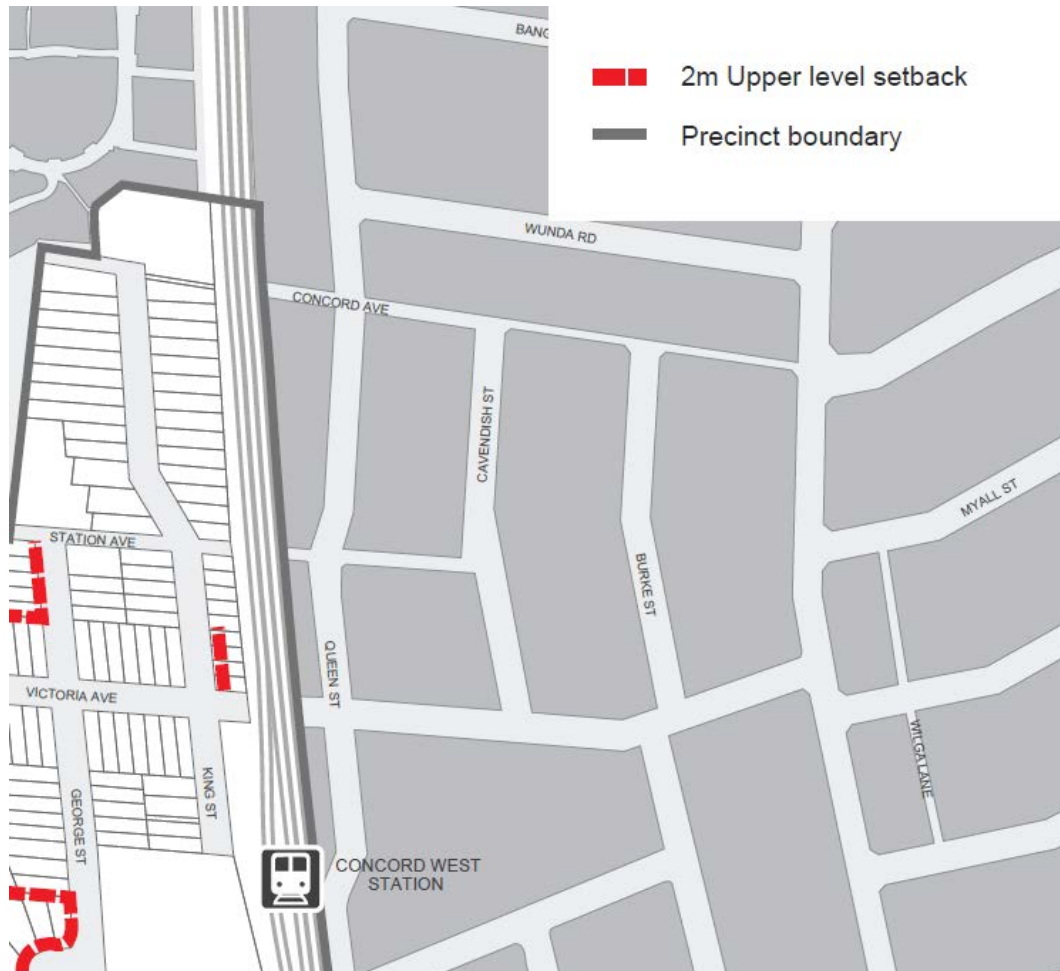 BANG
2m Upper level setback
Precinct boundary
WUNDA RD
CONCORD AVE
CAVENDISH ST
MYALL ST
STATION AVE
BURKE ST
QUEEN ST
VICTORIA AVE
WILGA LANE
KING ST
GEORGE ST
CONCORD WEST
STATION